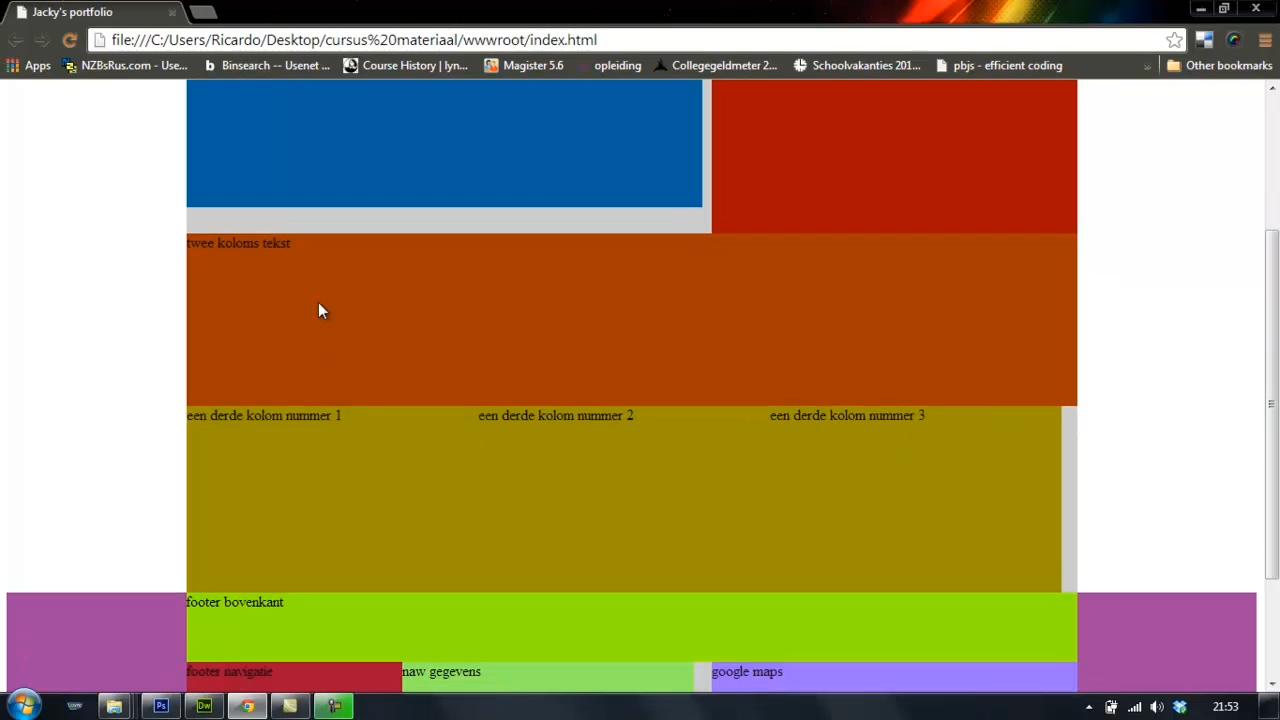 Jacky's portfolio
file:///C:/Users/Ricardo/Desktop/cursus%20materiaal/wwwroot/index.html
Apps NZBsRus.com - Use... b Binsearch -- Usenet ... Course History | lyn... Magister 5.6 opleiding Collegegeldmeter 2... Schoolvakanties 201... pbjs - efficient coding » Other bookmarks
twee koloms tekst
een derde kolom nummer 1 een derde kolom nummer 2 een derde kolom nummer 3
footer bovenkant
footer navigatie naw gegevens google maps
Ps Dw 21:53